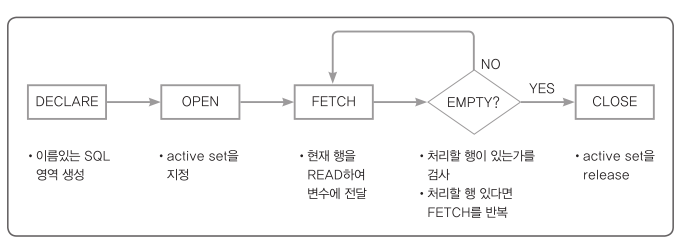 NO
YES
DECLARE
OPEN
FETCH
EMPTY?
CLOSE
• 이름있는 SQL
영역 생성
• active set을
지정
• 현재 행을
READ하여
변수에 전달
• 처리할 행이 있는가를
검사
• 처리할 행 있다면
FETCH를 반복
• active set을
release